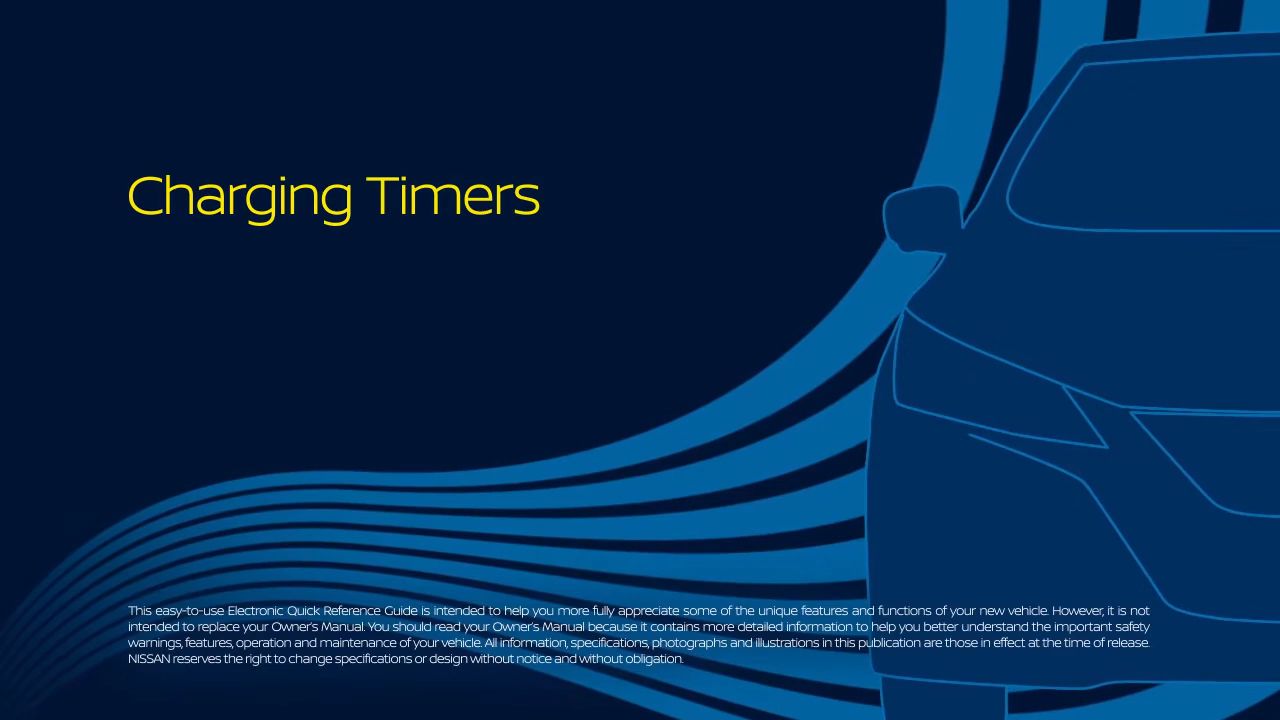 Charging Timers
This easy-to-use Electronic Quick Reference Guide is intended to help you more fully appreciate some of the unique features and functions of your new vehicle. However, it is not
intended to replace your Owner's Manual. You should read your Owner's Manual because it contains more detailed information to help you better understand the important safety
warnings, features, operation and maintenance of your vehicle. All information, specifications, photographs and illustrations in this publication are those in effect at the time of release.
NISSAN reserves the right to change specifications or design without notice and without obligation.